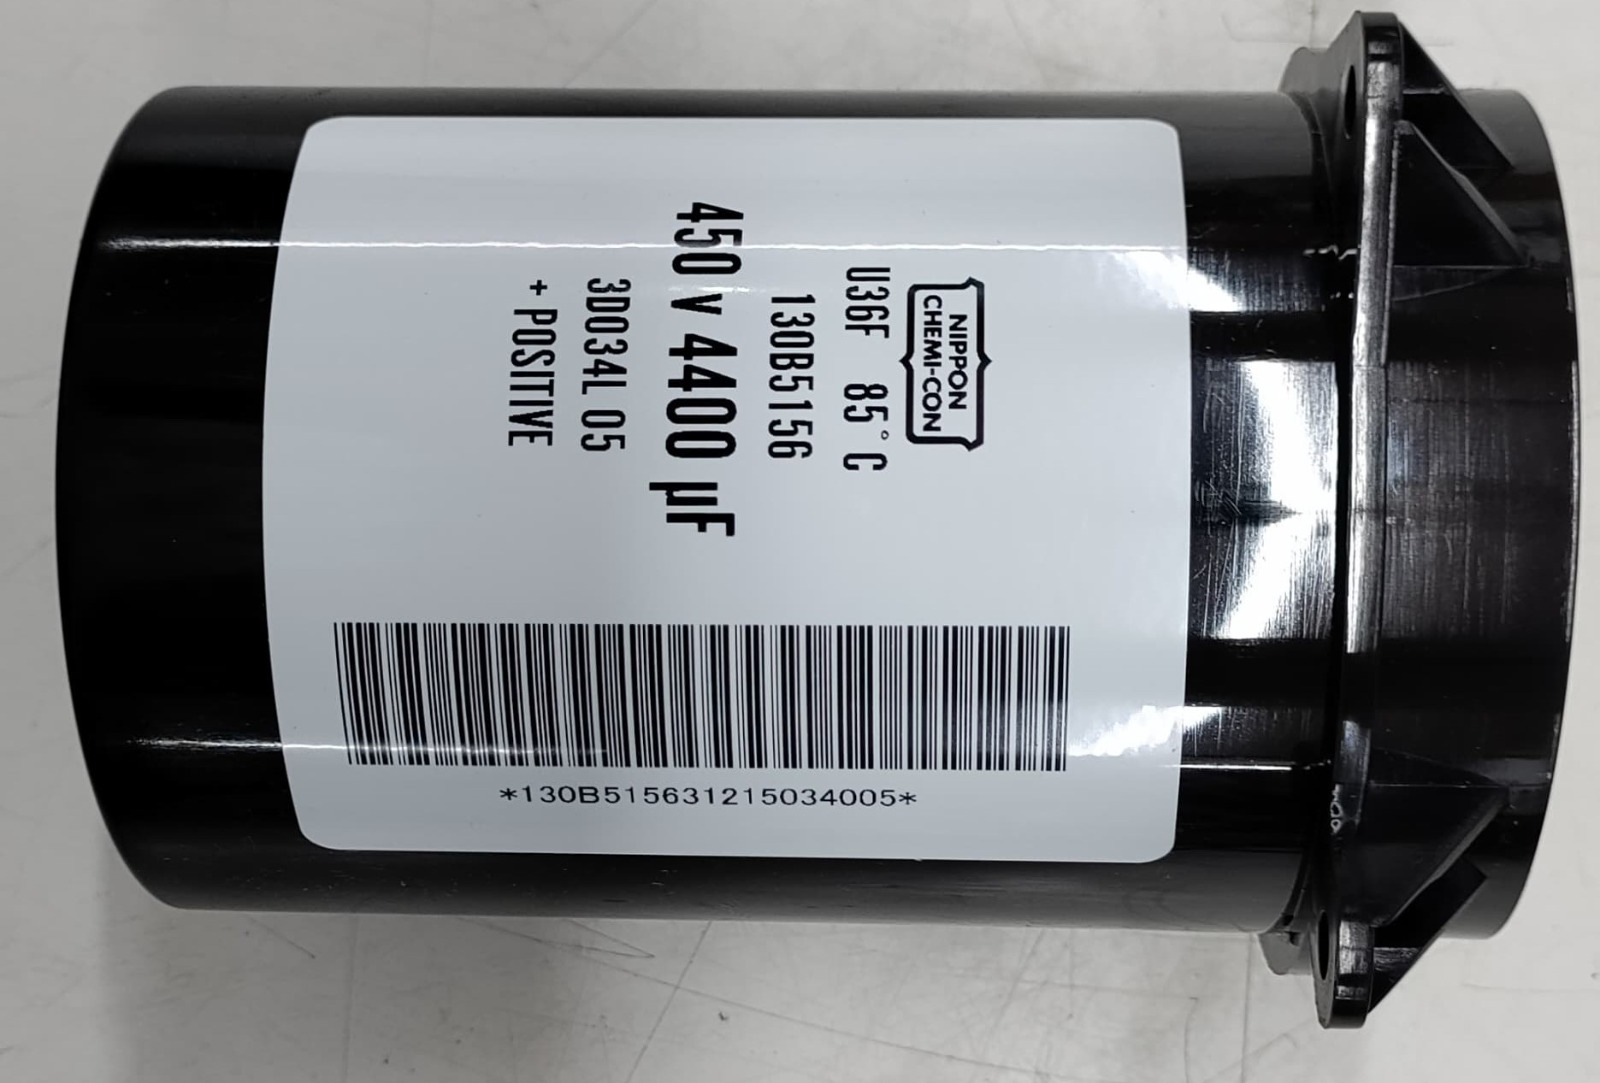 NIPPON
CHEMI-CON
U36F 85°C
130B5156
450 v 4400 µF
3D034L 05
+ POSITIVE
*130B515631215034005*